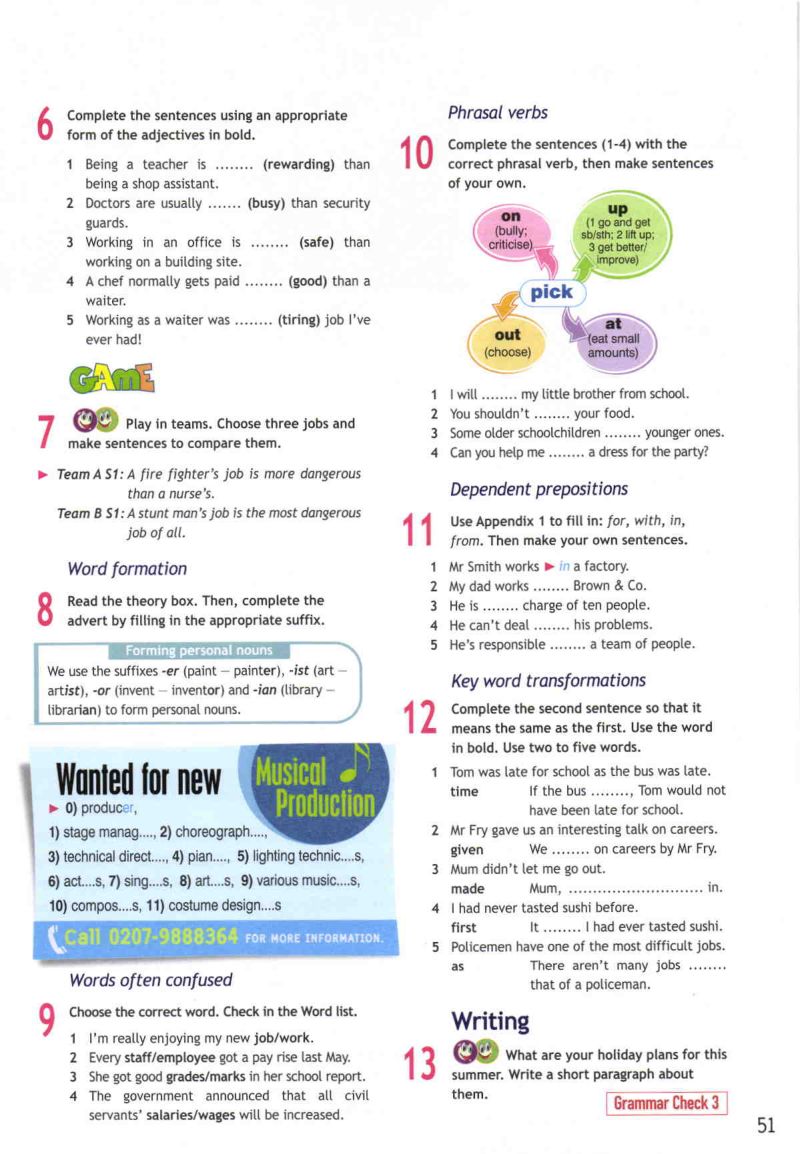 6 Complete the sentences using an appropriate
form of the adjectives in bold.
1 Being a teacher is ........ (rewarding) than
being a shop assistant.
2 Doctors are usually ....... (busy) than security
guards.
3 Working in an office is ........ (safe) than
working on a building site.
4 A chef normally gets paid ........ (good) than a
waiter.
5 Working as a waiter was ........ (tiring) job I've
ever had!
GAmE
7 Play in teams. Choose three jobs and
make sentences to compare them.
Team A S1: A fire fighter's job is more dangerous
than a nurse's.
Team B S1: A stunt man's job is the most dangerous
job of all.
Word formation
8 Read the theory box. Then, complete the
advert by filling in the appropriate suffix.
Forming personal nouns
We use the suffixes -er (paint – painter), -ist (art –
artist), -or (invent – inventor) and -ian (library –
librarian) to form personal nouns.
Wanted for new
Musical
Production
0) producer,
1) stage manag...., 2) choreograph....,
3) technical direct...., 4) pian...., 5) lighting technic....s,
6) act....s, 7) sing....s, 8) art....s, 9) various music....s,
10) compos....s, 11) costume design....s
Call 0207-9888364 FOR MORE INFORMATION.
Words often confused
9 Choose the correct word. Check in the Word list.
1 I'm really enjoying my new job/work.
2 Every staff/employee got a pay rise last May.
3 She got good grades/marks in her school report.
4 The government announced that all civil
servants' salaries/wages will be increased.
Phrasal verbs
10 Complete the sentences (1-4) with the
correct phrasal verb, then make sentences
of your own.
on
(bully;
criticise)
up
(1 go and get
sb/sth; 2 lift up;
3 get better/
improve)
pick
out
(choose)
at
(eat small
amounts)
1 I will ........ my little brother from school.
2 You shouldn't ........ your food.
3 Some older schoolchildren ........ younger ones.
4 Can you help me ........ a dress for the party?
Dependent prepositions
11 Use Appendix 1 to fill in: for, with, in,
from. Then make your own sentences.
1 Mr Smith works in a factory.
2 My dad works ........ Brown & Co.
3 He is ........ charge of ten people.
4 He can't deal ........ his problems.
5 He's responsible ........ a team of people.
Key word transformations
12 Complete the second sentence so that it
means the same as the first. Use the word
in bold. Use two to five words.
1 Tom was late for school as the bus was late.
time If the bus ........, Tom would not
have been late for school.
2 Mr Fry gave us an interesting talk on careers.
given We ........ on careers by Mr Fry.
3 Mum didn't let me go out.
made Mum, ............................ in.
4 I had never tasted sushi before.
first It ........ I had ever tasted sushi.
5 Policemen have one of the most difficult jobs.
as There aren't many jobs ........
that of a policeman.
Writing
13 What are your holiday plans for this
summer. Write a short paragraph about
them.
Grammar Check 3
51